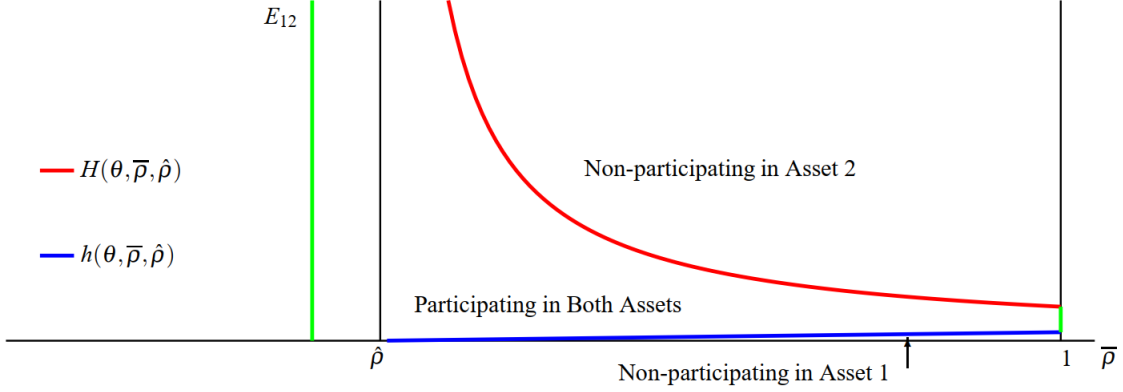 E₁₂
Non-participating in Asset 2
H(θ,ρ̅,ρ̂)
h(θ,ρ̅,ρ̂)
Participating in Both Assets
ρ̂
1
ρ̅
Non-participating in Asset 1